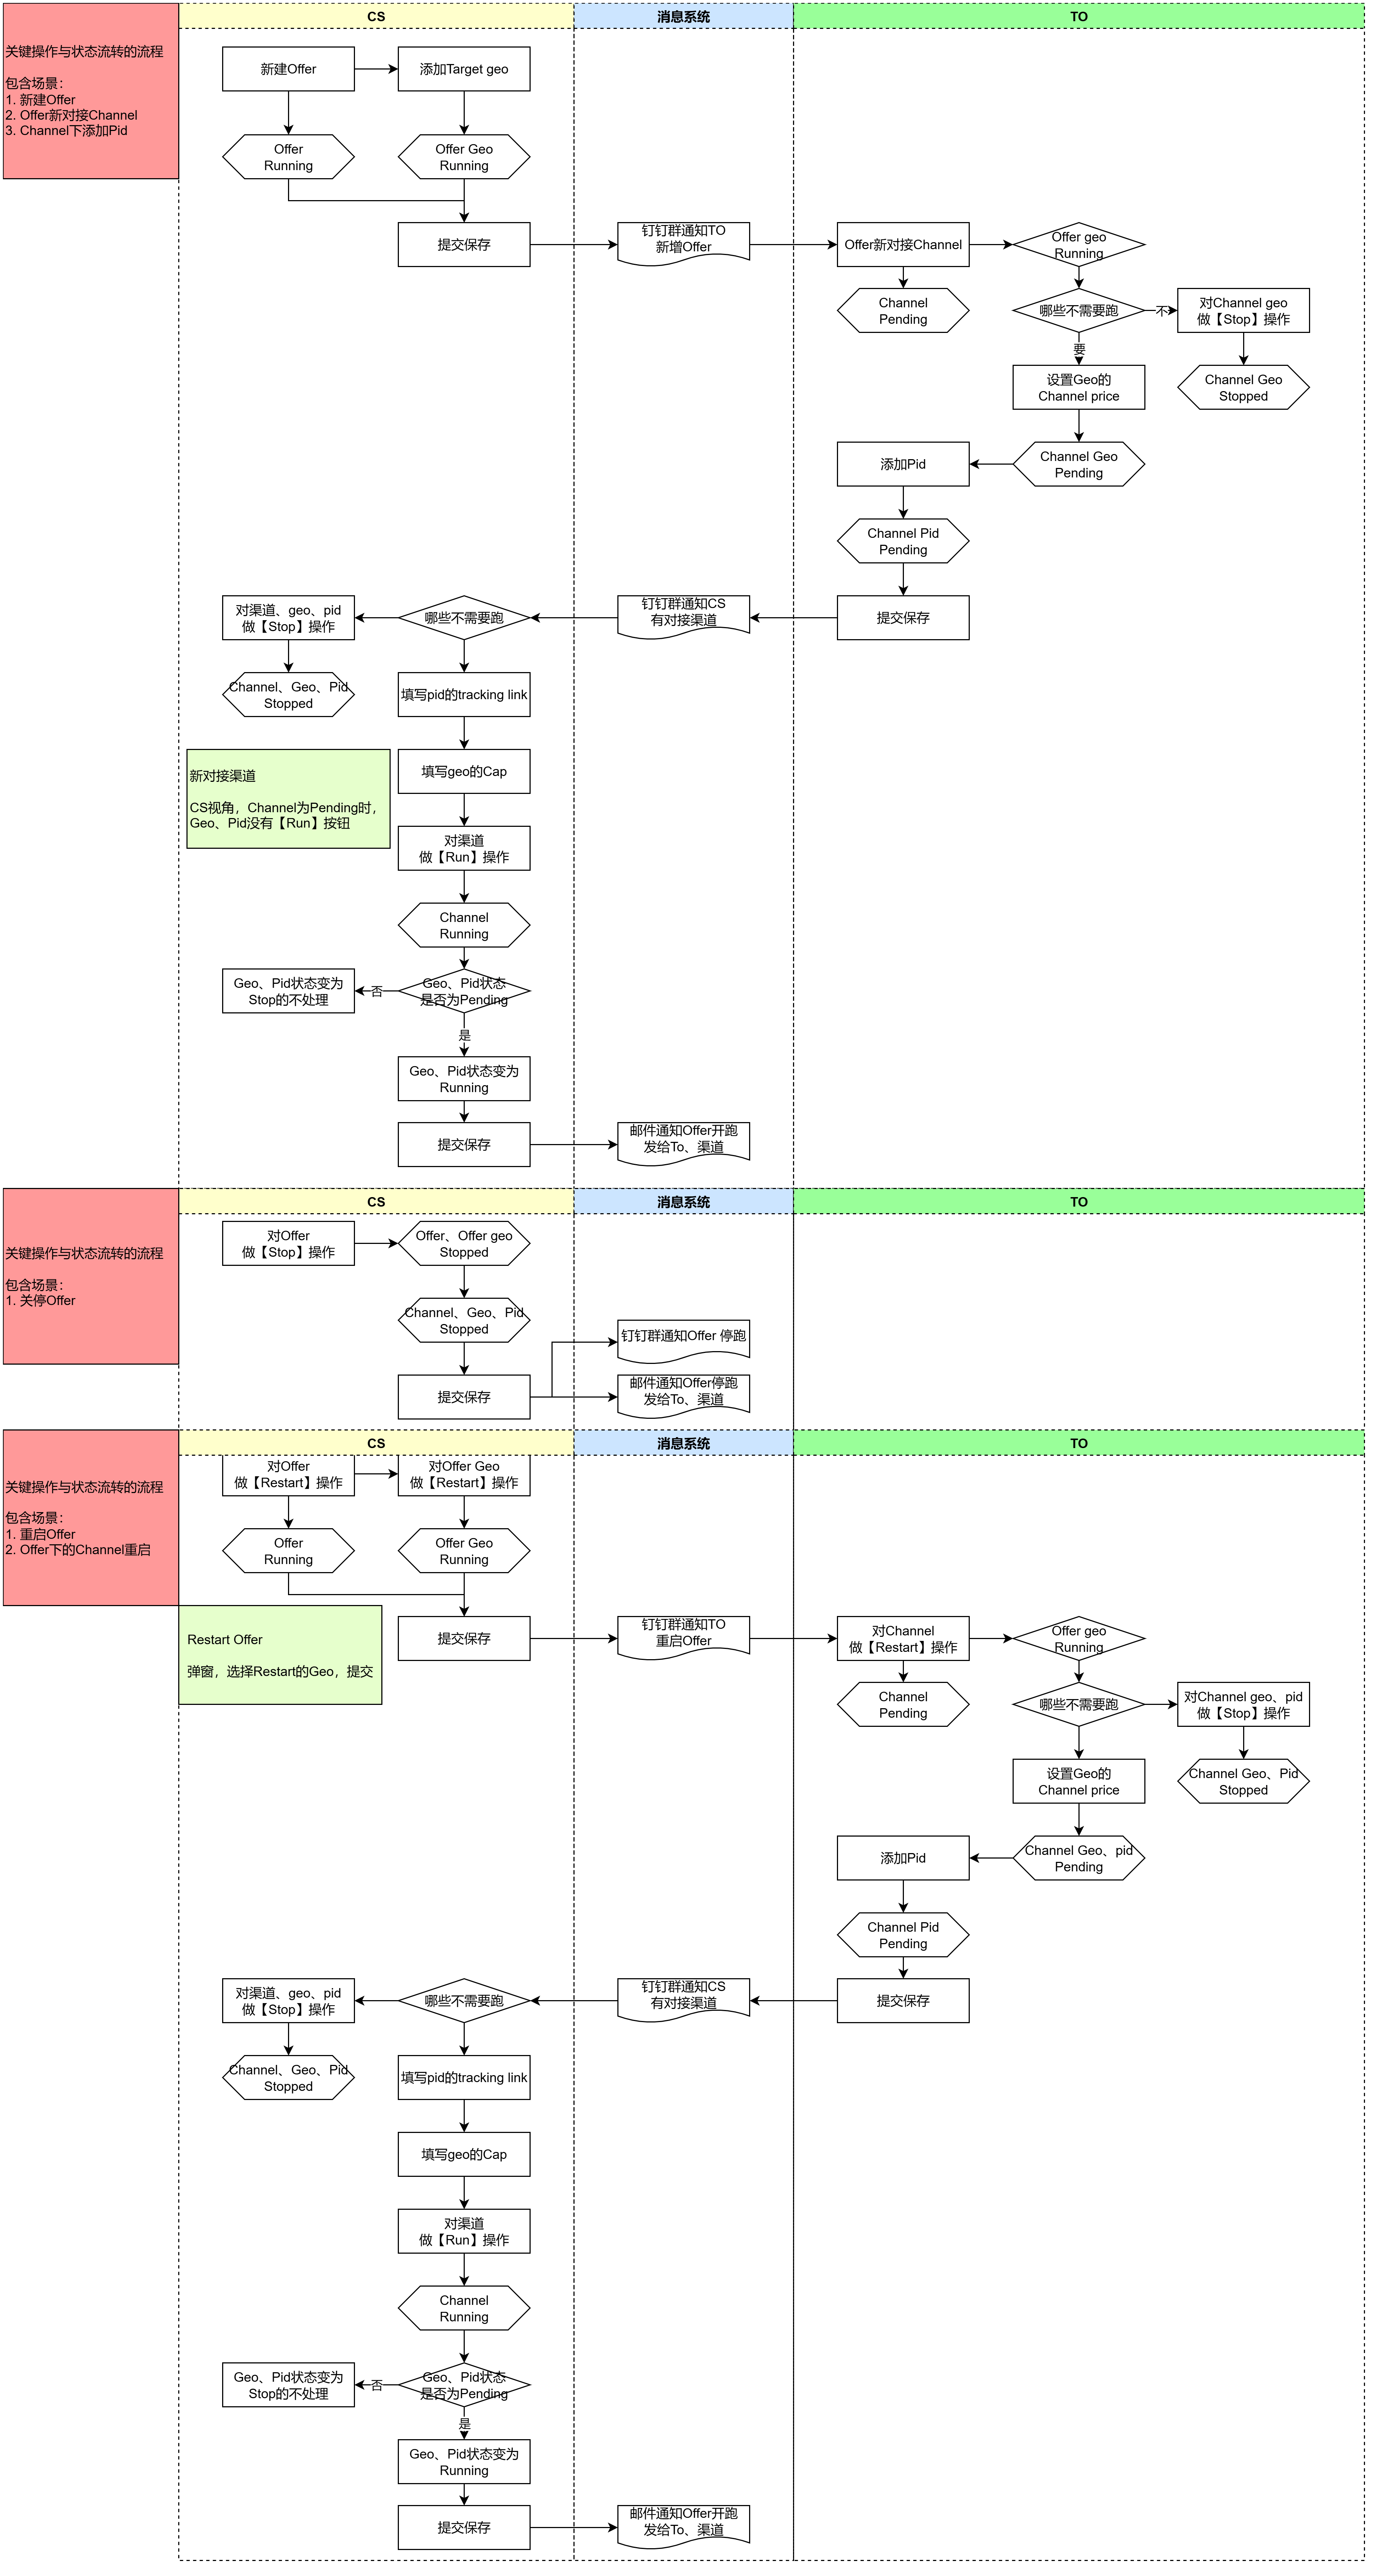 关键操作与状态流转的流程
包含场景：
1. 新建Offer
2. Offer新对接Channel
3. Channel下添加Pid
CS
消息系统
TO
新建Offer
添加Target geo
Offer
Running
Offer Geo
Running
提交保存
钉钉群通知TO
新增Offer
Offer新对接Channel
Offer geo
Running
Channel
Pending
哪些不需要跑
不
对Channel geo
做【Stop】操作
要
设置Geo的
Channel price
Channel Geo
Stopped
添加Pid
Channel Geo
Pending
Channel Pid
Pending
对渠道、geo、pid
做【Stop】操作
哪些不需要跑
钉钉群通知CS
有对接渠道
提交保存
Channel、Geo、Pid
Stopped
填写pid的tracking link
新对接渠道
CS视角，Channel为Pending时，
Geo、Pid没有【Run】按钮
填写geo的Cap
对渠道
做【Run】操作
Channel
Running
Geo、Pid状态变为
Stop的不处理
否
Geo、Pid状态
是否为Pending
是
Geo、Pid状态变为
Running
提交保存
邮件通知Offer开跑
发给To、渠道
关键操作与状态流转的流程
包含场景：
1. 关停Offer
CS
消息系统
TO
对Offer
做【Stop】操作
Offer、Offer geo
Stopped
Channel、Geo、Pid
Stopped
钉钉群通知Offer 停跑
提交保存
邮件通知Offer停跑
发给To、渠道
关键操作与状态流转的流程
包含场景：
1. 重启Offer
2. Offer下的Channel重启
CS
消息系统
TO
对Offer
做【Restart】操作
对Offer Geo
做【Restart】操作
Offer
Running
Offer Geo
Running
Restart Offer
弹窗，选择Restart的Geo，提交
提交保存
钉钉群通知TO
重启Offer
对Channel
做【Restart】操作
Offer geo
Running
Channel
Pending
哪些不需要跑
对Channel geo、pid
做【Stop】操作
设置Geo的
Channel price
Channel Geo、Pid
Stopped
添加Pid
Channel Geo、pid
Pending
Channel Pid
Pending
对渠道、geo、pid
做【Stop】操作
哪些不需要跑
钉钉群通知CS
有对接渠道
提交保存
Channel、Geo、Pid
Stopped
填写pid的tracking link
填写geo的Cap
对渠道
做【Run】操作
Channel
Running
Geo、Pid状态变为
Stop的不处理
否
Geo、Pid状态
是否为Pending
是
Geo、Pid状态变为
Running
提交保存
邮件通知Offer开跑
发给To、渠道